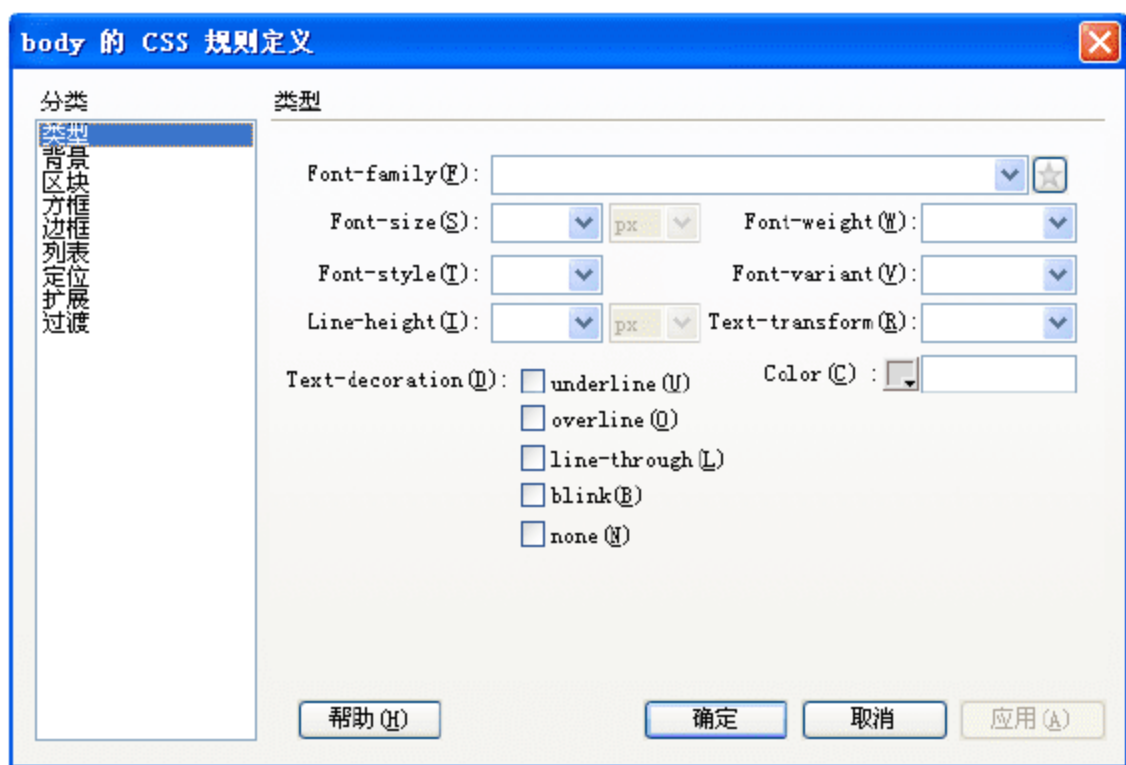 body 的 CSS 规则定义
分类
类型
背景
区块
方框
边框
列表
定位
扩展
过渡
类型
Font-family(F):
Font-size(S): px Font-weight(W):
Font-style(T): Font-variant(V):
Line-height(I): px Text-transform(R):
Text-decoration(D): underline(U) Color(C) :
overline(O)
line-through(L)
blink(B)
none(N)
帮助(H) 确定 取消 应用(A)